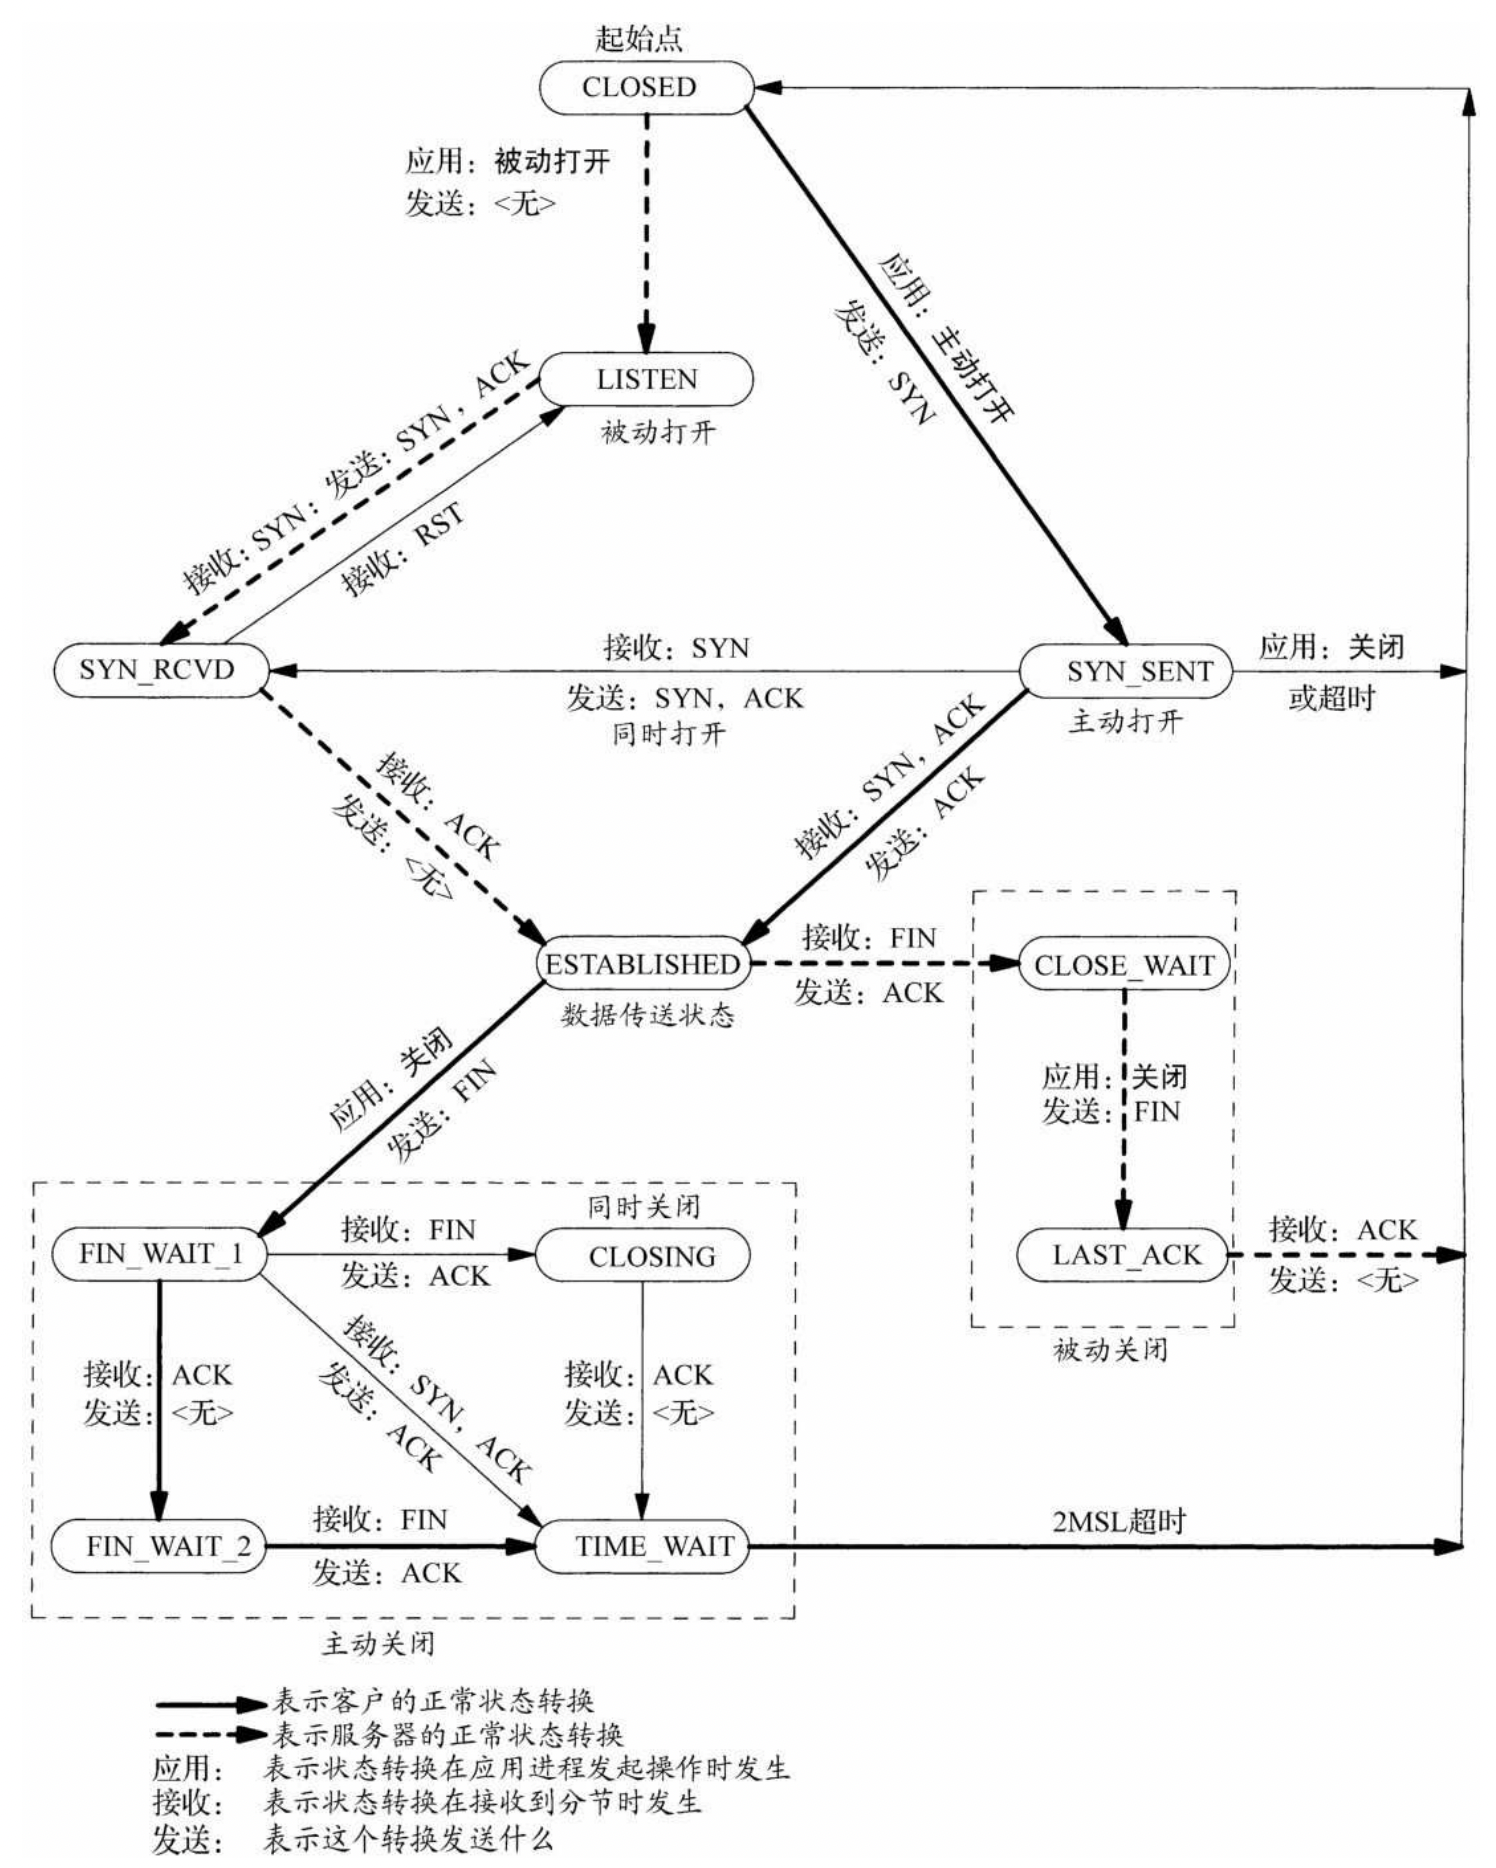 起始点
CLOSED
应用：被动打开
发送：<无>
应用：主动打开
发送：SYN
LISTEN
被动打开
接收：SYN；发送：SYN，ACK
接收：RST
SYN_RCVD
接收：SYN
发送：SYN，ACK
同时打开
SYN_SENT
主动打开
应用：关闭
或超时
接收：ACK
发送：<无>
接收：SYN，ACK
发送：ACK
ESTABLISHED
数据传送状态
接收：FIN
发送：ACK
CLOSE_WAIT
应用：关闭
发送：FIN
应用：关闭
发送：FIN
同时关闭
FIN_WAIT_1
接收：FIN
发送：ACK
CLOSING
LAST_ACK
接收：ACK
发送：<无>
被动关闭
接收：ACK
发送：<无>
接收：SYN，ACK
发送：ACK
接收：ACK
发送：<无>
FIN_WAIT_2
接收：FIN
发送：ACK
TIME_WAIT
2MSL超时
主动关闭
表示客户的正常状态转换
表示服务器的正常状态转换
应用： 表示状态转换在应用进程发起操作时发生
接收： 表示状态转换在接收到分节时发生
发送： 表示这个转换发送什么